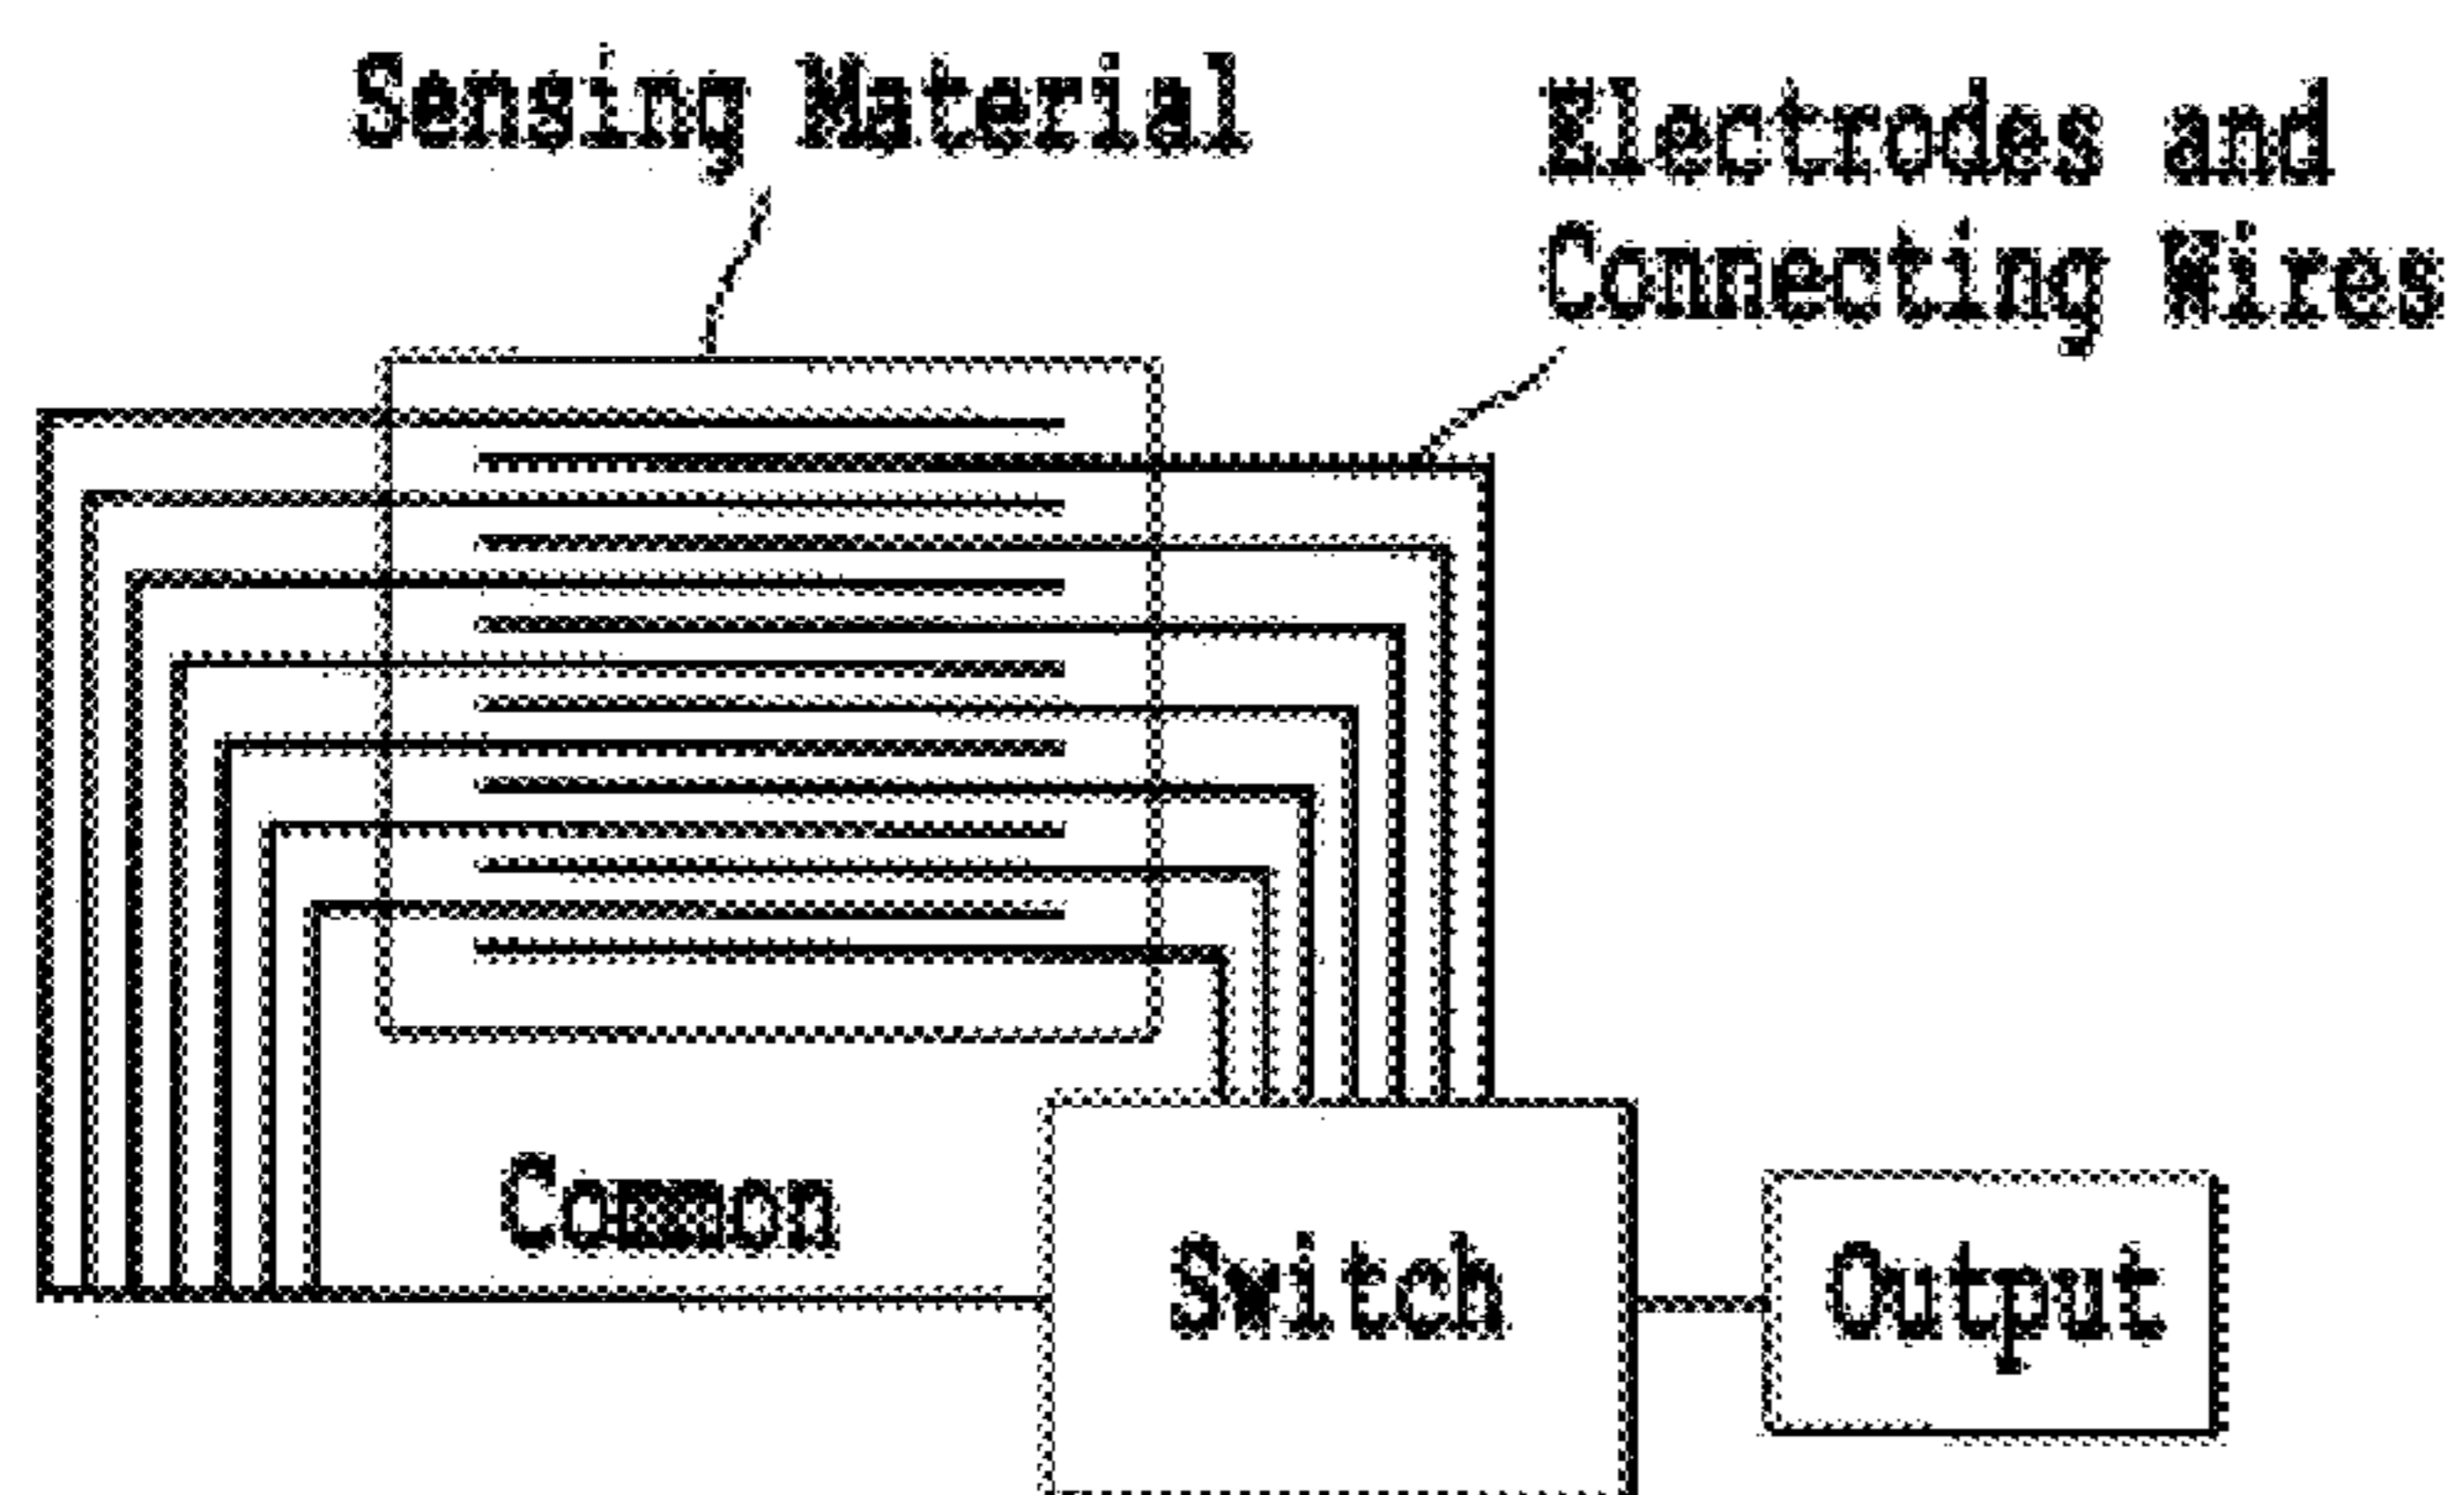 Sensing Material
Electrodes and
Connecting Wires
Common
Switch
Output